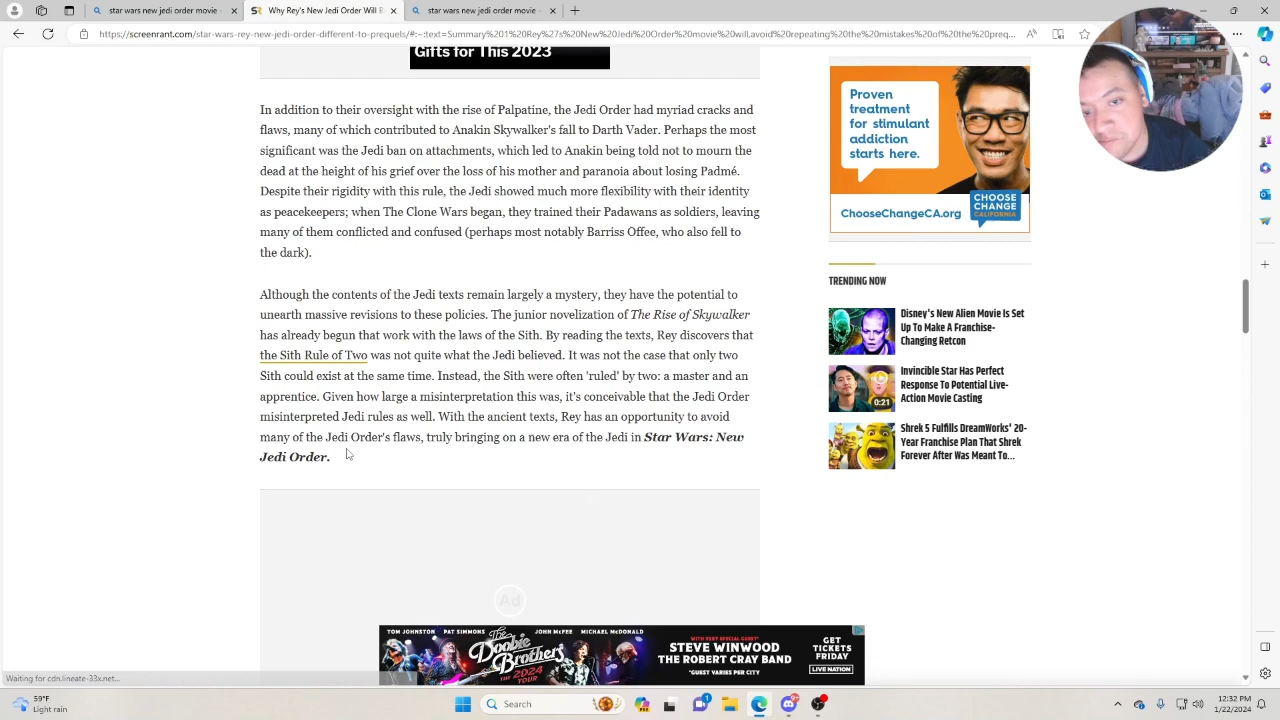 star wars rey new jedi order movie
Why Rey's New Jedi Order Movie Wi
https://screenrant.com/star-wars-rey-new-jedi-order-different-to-prequels/#:~:text=
Gifts for This 2023
In addition to their oversight with the rise of Palpatine, the Jedi Order had myriad cracks and
flaws, many of which contributed to Anakin Skywalker's fall to Darth Vader. Perhaps the most
significant was the Jedi ban on attachments, which led to Anakin being told not to mourn the
dead at the height of his grief over the loss of his mother and paranoia about losing Padmé.
Despite their rigidity with this rule, the Jedi showed much more flexibility with their identity
as peacekeepers; when The Clone Wars began, they trained their Padawans as soldiers, leaving
many of them conflicted and confused (perhaps most notably Barriss Offee, who also fell to
the dark).
Although the contents of the Jedi texts remain largely a mystery, they have the potential to
unearth massive revisions to these policies. The junior novelization of The Rise of Skywalker
has already begun that work with the laws of the Sith. By reading the texts, Rey discovers that
the Sith Rule of Two was not quite what the Jedi believed. It was not the case that only two
Sith could exist at the same time. Instead, the Sith were often 'ruled' by two: a master and an
apprentice. Given how large a misinterpretation this was, it's conceivable that the Jedi Order
misinterpreted Jedi rules as well. With the ancient texts, Rey has an opportunity to avoid
many of the Jedi Order's flaws, truly bringing on a new era of the Jedi in Star Wars: New
Jedi Order.
Ad
Proven
treatment
for stimulant
addiction
starts here.
ChooseChangeCA.org
CHOOSE
CHANGE
CALIFORNIA
TRENDING NOW
Disney's New Alien Movie Is Set
Up To Make A Franchise-
Changing Retcon
0:21
Invincible Star Has Perfect
Response To Potential Live-
Action Movie Casting
Shrek 5 Fulfills DreamWorks' 20-
Year Franchise Plan That Shrek
Forever After Was Meant To...
TOM JOHNSTON PAT SIMMONS JOHN McFEE MICHAEL McDONALD
The Doobie Brothers
THE 2024 TOUR
WITH VERY SPECIAL GUEST*
STEVE WINWOOD
THE ROBERT CRAY BAND
*GUEST VARIES PER CITY
GET
TICKETS
FRIDAY
LIVE NATION
Waiting for cdn.lineate-33xnet...
Light rain
Search
12:32 PM
1/22/2024